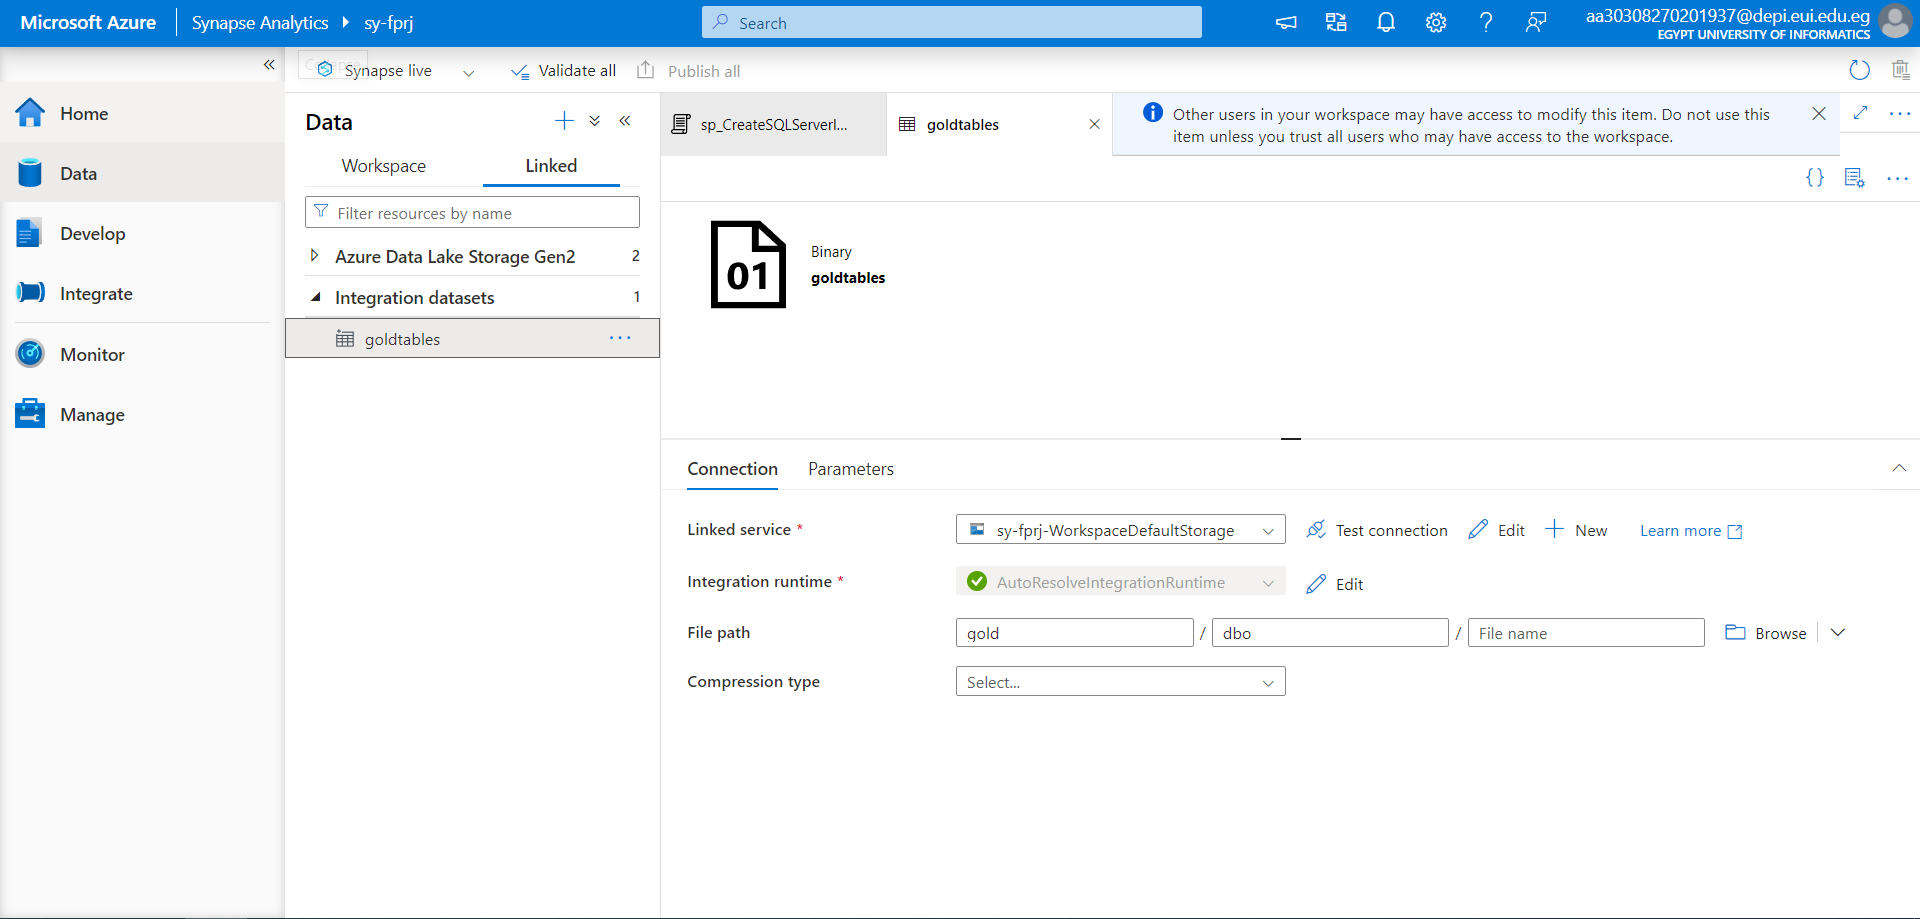 Microsoft Azure
Synapse Analytics
sy-fprj
Search
aa30308270201937@depi.eui.edu.eg
EGYPT UNIVERSITY OF INFORMATICS
Synapse live
Validate all
Publish all
Home
Data
Develop
Integrate
Monitor
Manage
Data
Workspace
Linked
Filter resources by name
Azure Data Lake Storage Gen2
2
Integration datasets
1
goldtables
sp_CreateSQLServerl...
goldtables
Other users in your workspace may have access to modify this item. Do not use this
item unless you trust all users who may have access to the workspace.
{}
01
Binary
goldtables
Connection
Parameters
Linked service *
sy-fprj-WorkspaceDefaultStorage
Test connection
Edit
New
Learn more
Integration runtime *
AutoResolveIntegrationRuntime
Edit
File path
gold
/
dbo
/
File name
Browse
Compression type
Select...